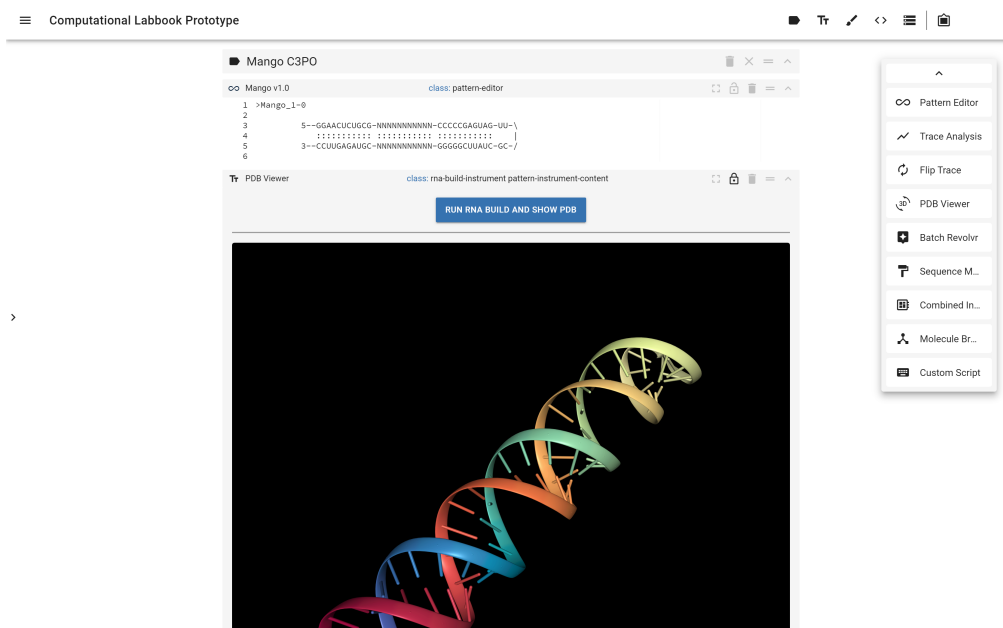 Computational Labbook Prototype
Mango C3PO
Mango v1.0 class: pattern-editor
1 >Mango_1-0
2
3 5--GGAACUCUGCG-NNNNNNNNNNN-CCCCCGAGUAG-UU-\
4 ::::::::::: ::::::::::: ::::::::::: |
5 3--CCUUGAGAUGC-NNNNNNNNNNN-GGGGGCUUAUC-GC-/
6
PDB Viewer class: rna-build-instrument pattern-instrument-content
RUN RNA BUILD AND SHOW PDB
Pattern Editor
Trace Analysis
Flip Trace
3D PDB Viewer
Batch Revolvr
Sequence M...
Combined In...
Molecule Br...
Custom Script